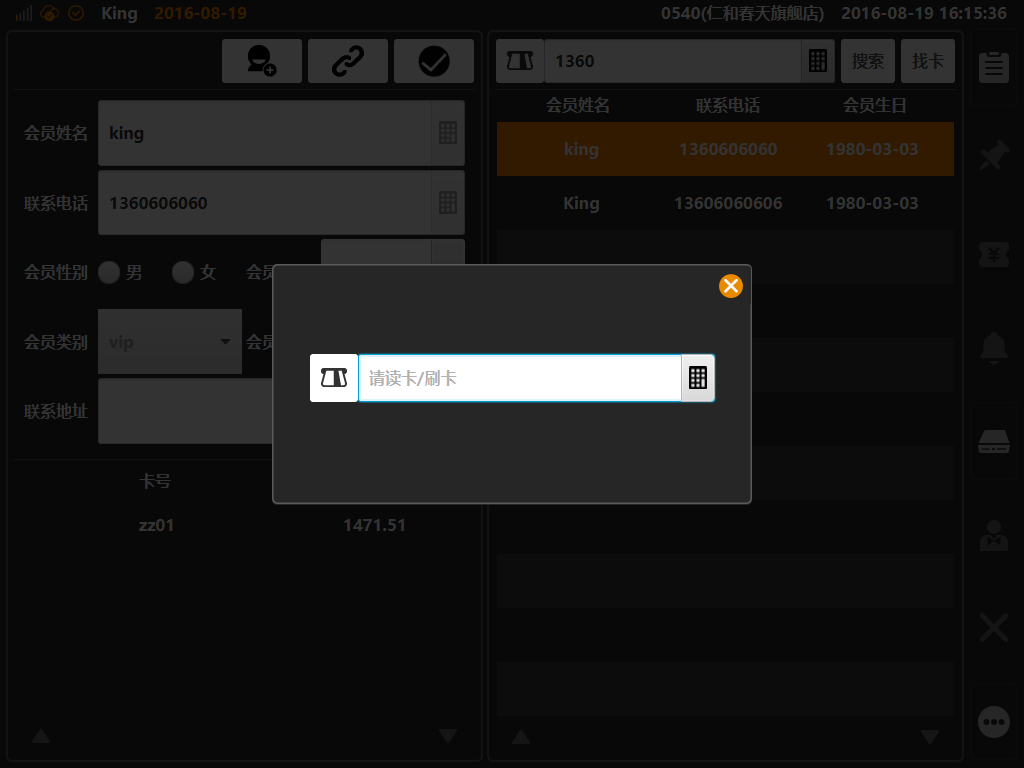 King 2016-08-19 0540(仁和春天旗舰店) 2016-08-19 16:15:36
1360 搜索 找卡
会员姓名 联系电话 会员生日
king 1360606060 1980-03-03
King 13606060606 1980-03-03
会员姓名 king
联系电话 1360606060
会员性别 男 女 会员
会员类别 vip 会员
联系地址
请读卡/刷卡
卡号
zz01 1471.51